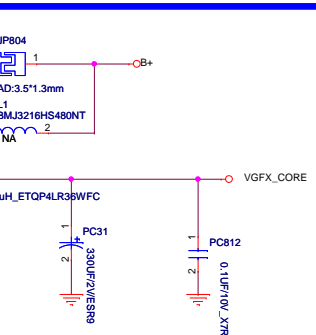 JP804
1
B+
AD:3.5*1.3mm
L1
BMJ3216HS480NT
2
NA
VGFX_CORE
uH_ETQP4LR36WFC
1
+
PC31
2
330UF/2V/ESR9
1
PC812
2
0.1UF/10V_X7R